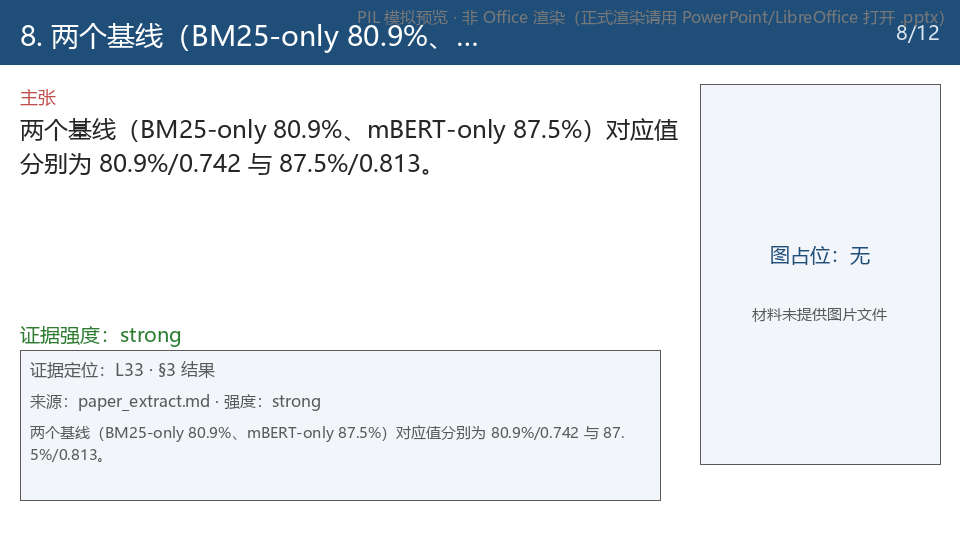 PIL 模拟预览 · 非 Office 渲染（正式渲染请用 PowerPoint/LibreOffice 打开 .pptx）
8. 两个基线（BM25-only 80.9%、…
8/12
主张
两个基线（BM25-only 80.9%、mBERT-only 87.5%）对应值
分别为 80.9%/0.742 与 87.5%/0.813。
图占位：无
材料未提供图片文件
证据强度：strong
证据定位：L33 · §3 结果
来源：paper_extract.md · 强度：strong
两个基线（BM25-only 80.9%、mBERT-only 87.5%）对应值分别为 80.9%/0.742 与 87.
5%/0.813。